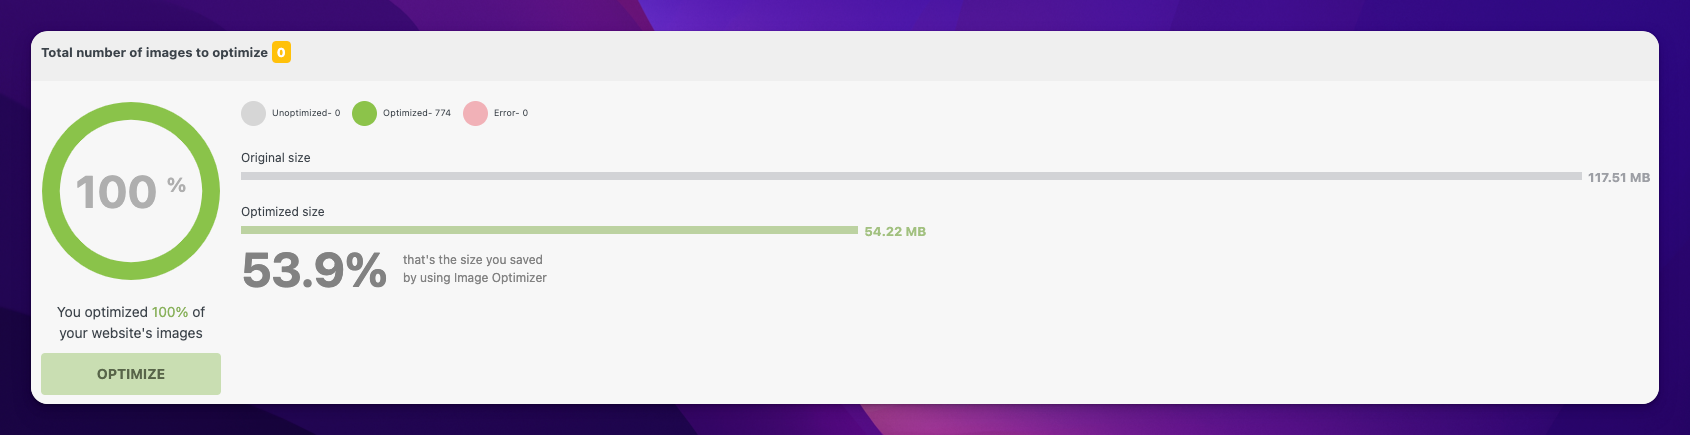 Total number of images to optimize 0
Unoptimized- 0 Optimized- 774 Error- 0
100 %
Original size
117.51 MB
Optimized size
54.22 MB
53.9% that's the size you saved
by using Image Optimizer
You optimized 100% of
your website's images
OPTIMIZE